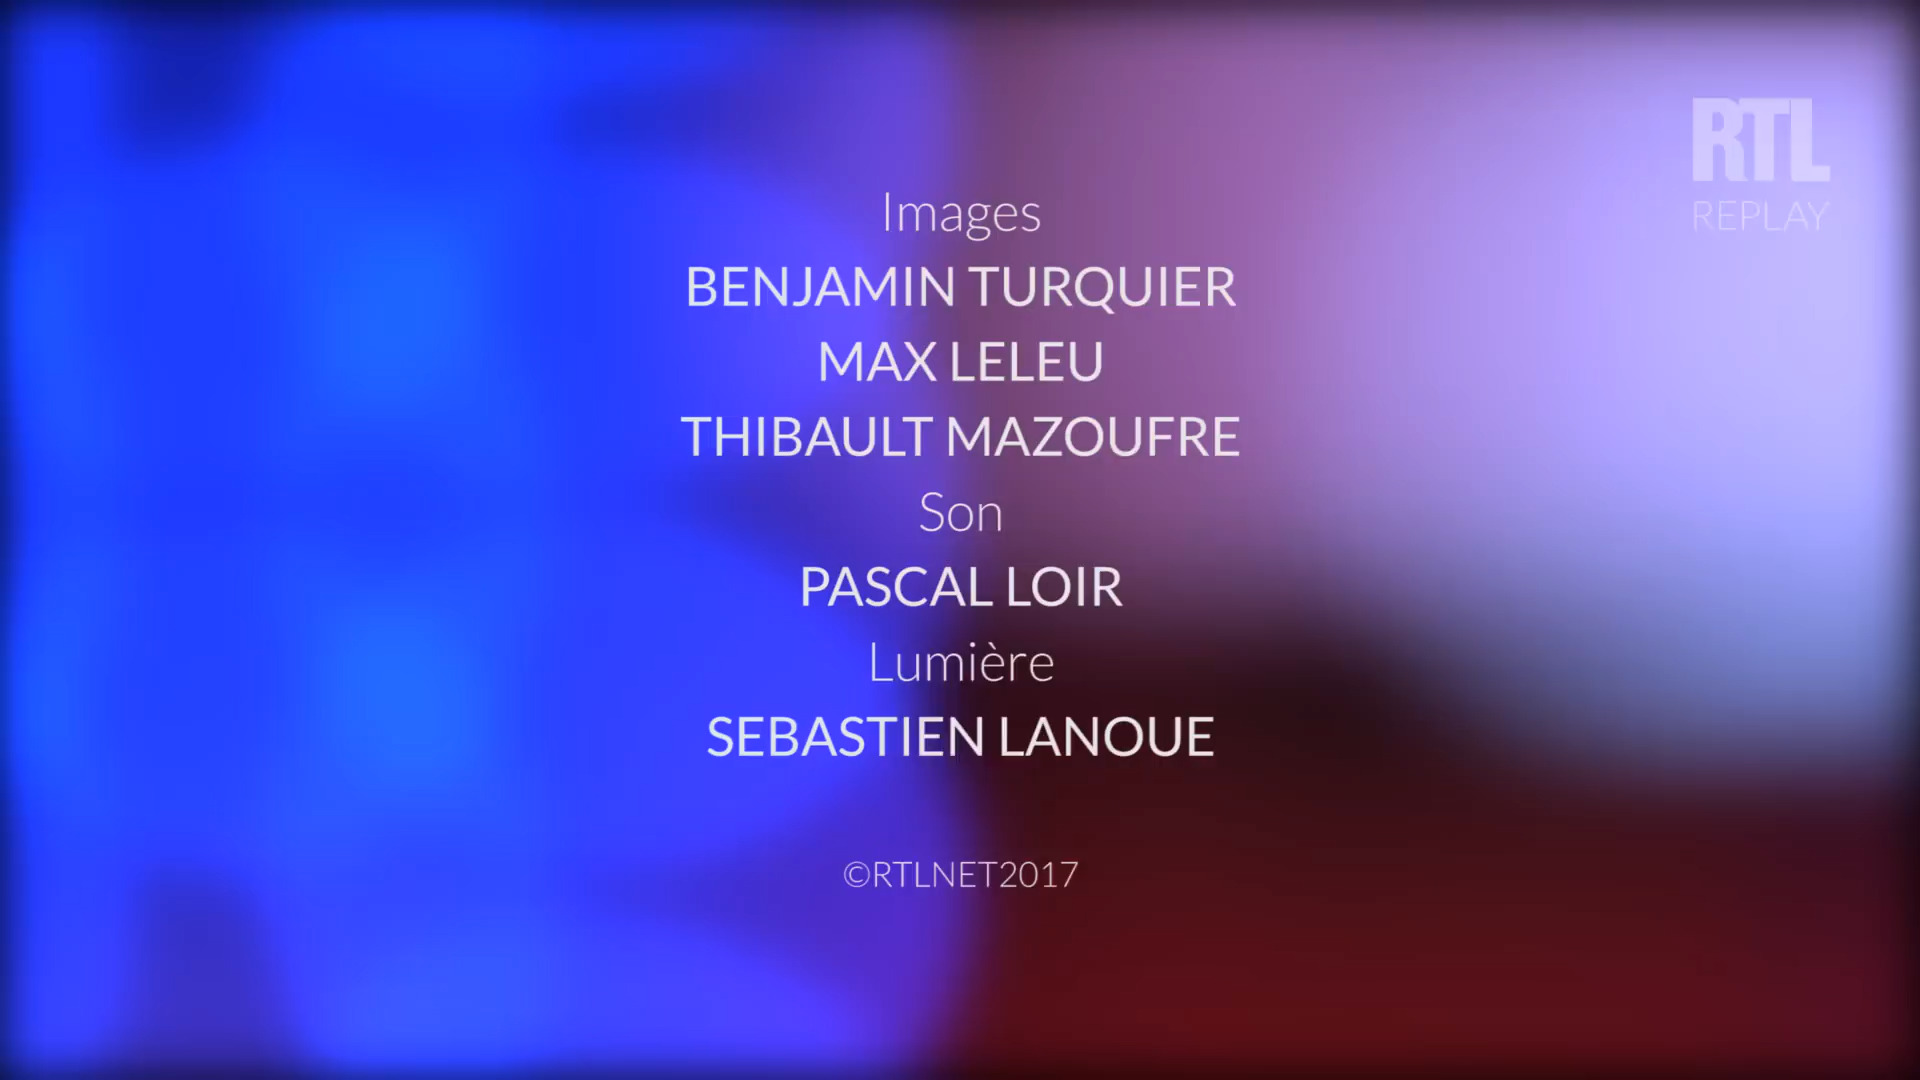 RTL
REPLAY
Images
BENJAMIN TURQUIER
MAX LELEU
THIBAULT MAZOUFRE
Son
PASCAL LOIR
Lumière
SEBASTIEN LANOUE
©RTLNET2017